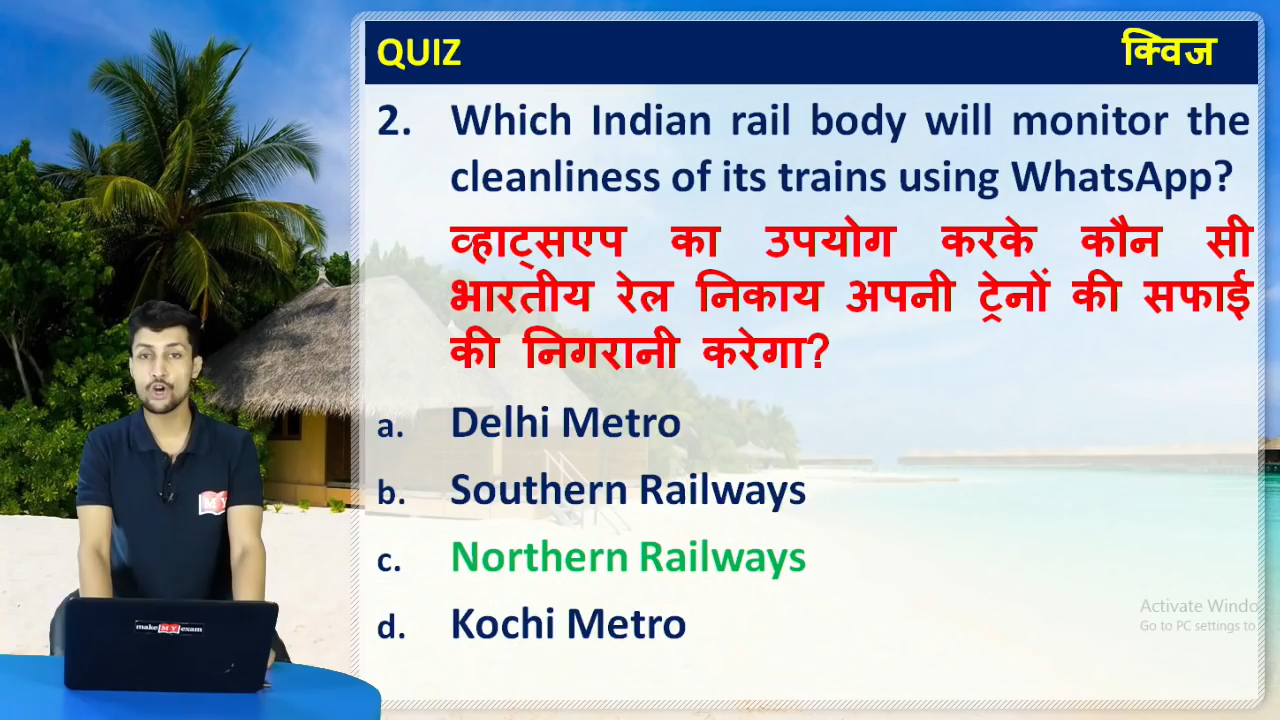 QUIZ क्विज
2. Which Indian rail body will monitor the
cleanliness of its trains using WhatsApp?
व्हाट्सएप का उपयोग करके कौन सी
भारतीय रेल निकाय अपनी ट्रेनों की सफाई
की निगरानी करेगा?
a. Delhi Metro
b. Southern Railways
c. Northern Railways
d. Kochi Metro
MY
make MY exam
Activate Windo
Go to PC settings to